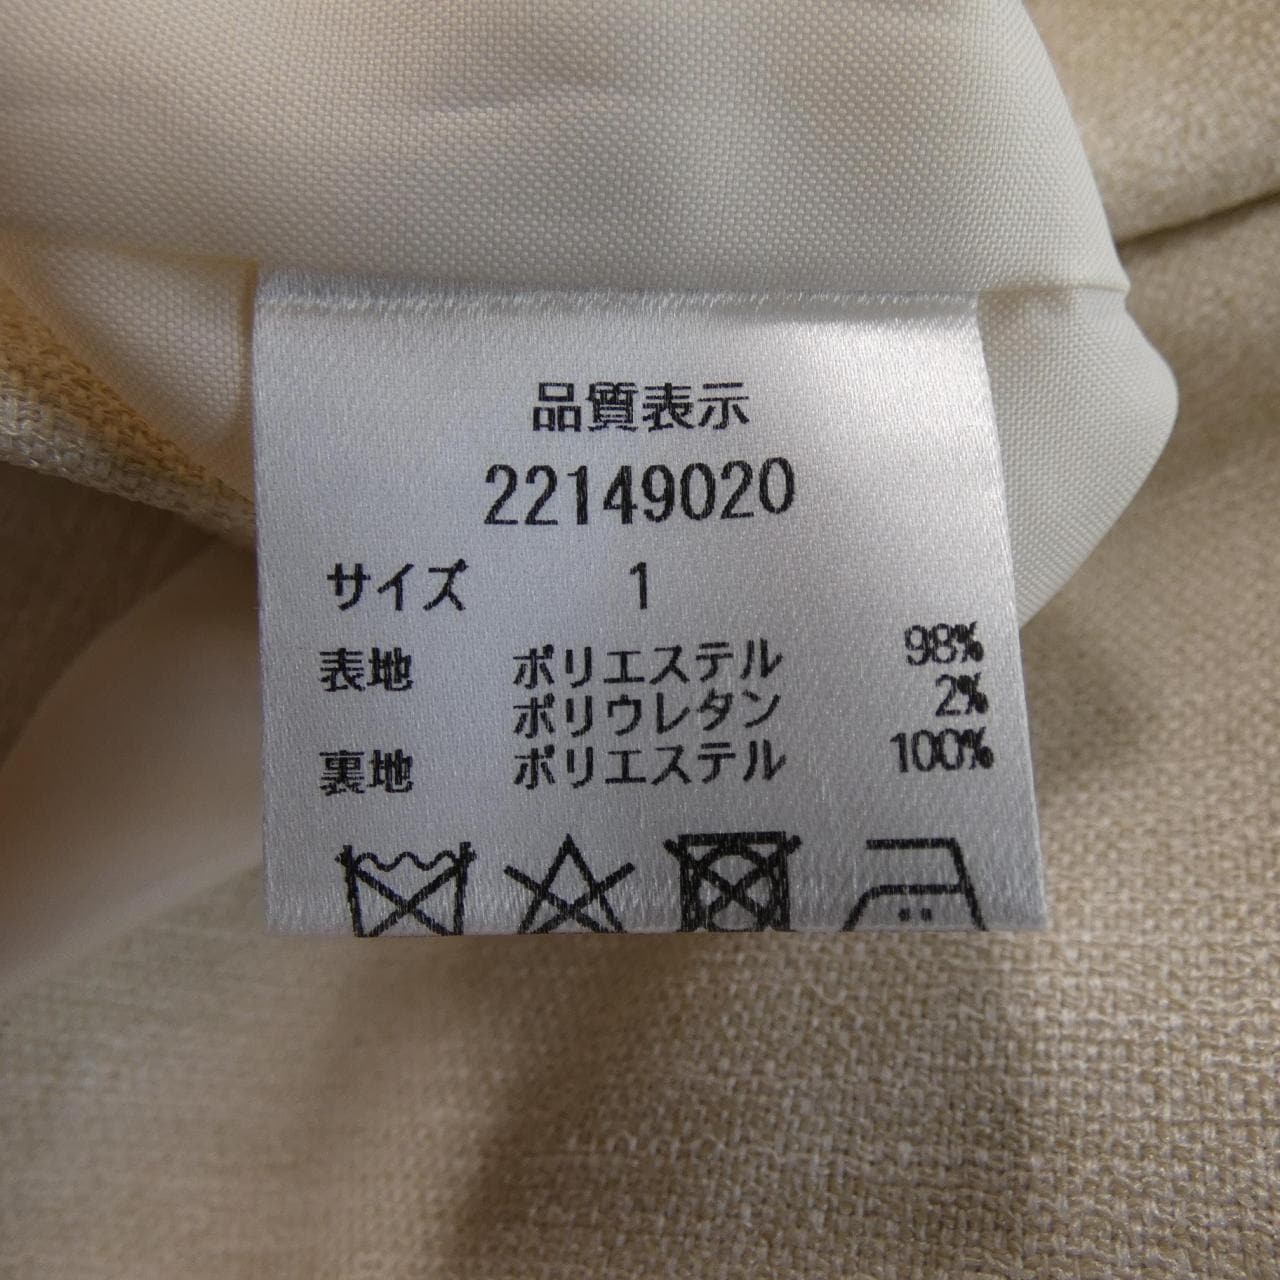 品質表示
22149020
サイズ 1
表地 ポリエステル 98%
ポリウレタン 2%
裏地 ポリエステル 100%